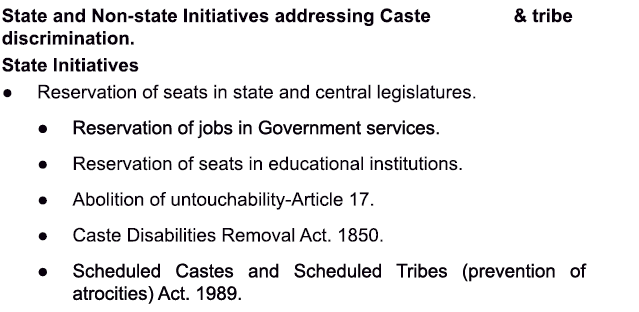 State and Non-state Initiatives addressing Caste & tribe
discrimination.
State Initiatives
● Reservation of seats in state and central legislatures.
● Reservation of jobs in Government services.
● Reservation of seats in educational institutions.
● Abolition of untouchability-Article 17.
● Caste Disabilities Removal Act. 1850.
● Scheduled Castes and Scheduled Tribes (prevention of
atrocities) Act. 1989.